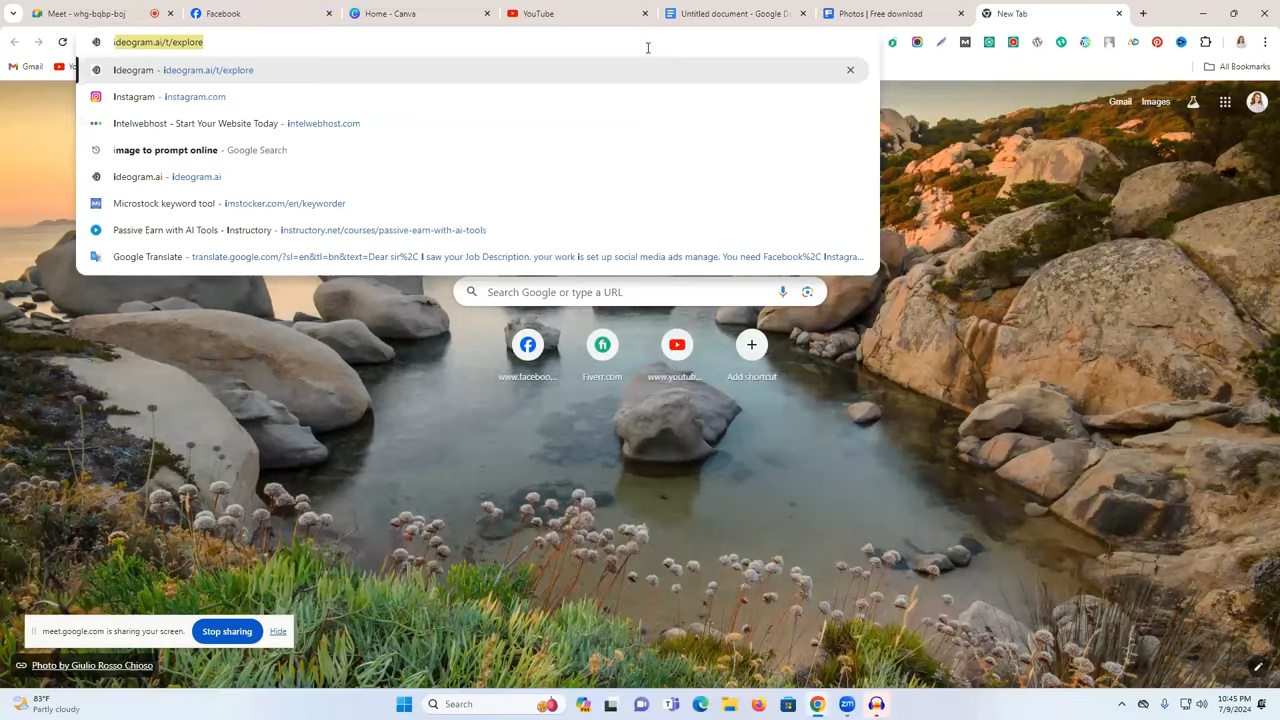 Meet - whg-bqbp-boj
Facebook
Home - Canva
YouTube
Untitled document - Google D
Photos | Free download
New Tab
ideogram.ai/t/explore
Gmail
All Bookmarks
Ideogram - ideogram.ai/t/explore
Instagram - instagram.com
Intelwebhost - Start Your Website Today - intelwebhost.com
image to prompt online - Google Search
ideogram.ai - ideogram.ai
Microstock keyword tool - imstocker.com/en/keyworder
Passive Earn with AI Tools - Instructory - instructory.net/courses/passive-earn-with-ai-tools
Google Translate - translate.google.com/?sl=en&tl=bn&text=Dear sir%2C I saw your Job Description. your work is set up social media ads manage. You need Facebook%2C Instagra...
Gmail Images
Search Google or type a URL
www.faceboo... Fiverr.com www.youtub... Add shortcut
meet.google.com is sharing your screen. Stop sharing Hide
Photo by Giulio Rosso Chioso
83°F
Partly cloudy
Search
zm
10:45 PM
7/9/2024